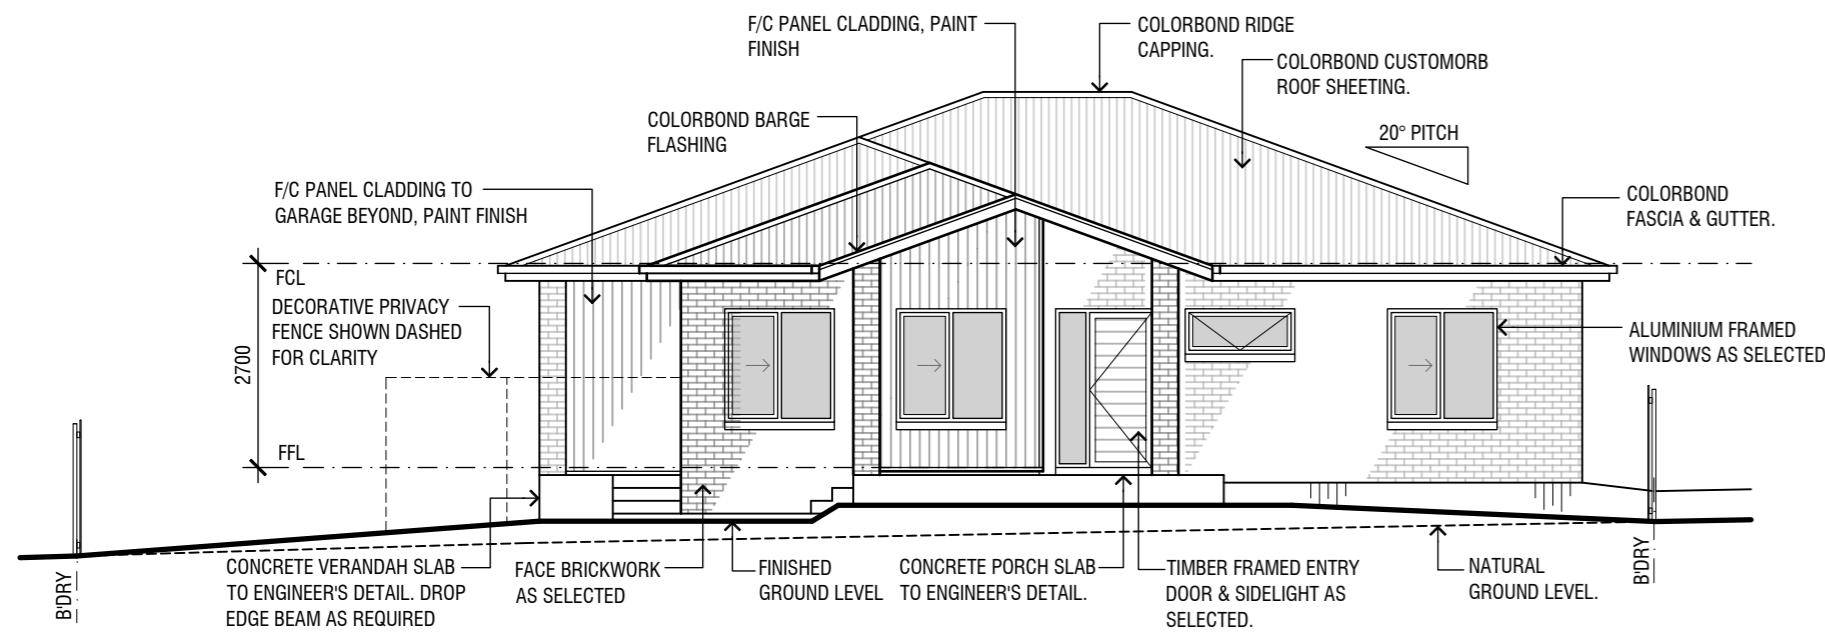 F/C PANEL CLADDING, PAINT
FINISH
COLORBOND RIDGE
CAPPING.
COLORBOND CUSTOMORB
ROOF SHEETING.
COLORBOND BARGE
FLASHING
20° PITCH
F/C PANEL CLADDING TO
GARAGE BEYOND, PAINT FINISH
COLORBOND
FASCIA & GUTTER.
FCL
DECORATIVE PRIVACY
FENCE SHOWN DASHED
FOR CLARITY
2700
ALUMINIUM FRAMED
WINDOWS AS SELECTED
FFL
B'DRY
CONCRETE VERANDAH SLAB
TO ENGINEER'S DETAIL. DROP
EDGE BEAM AS REQUIRED
FACE BRICKWORK
AS SELECTED
FINISHED
GROUND LEVEL
CONCRETE PORCH SLAB
TO ENGINEER'S DETAIL.
TIMBER FRAMED ENTRY
DOOR & SIDELIGHT AS
SELECTED.
NATURAL
GROUND LEVEL.
B'DRY